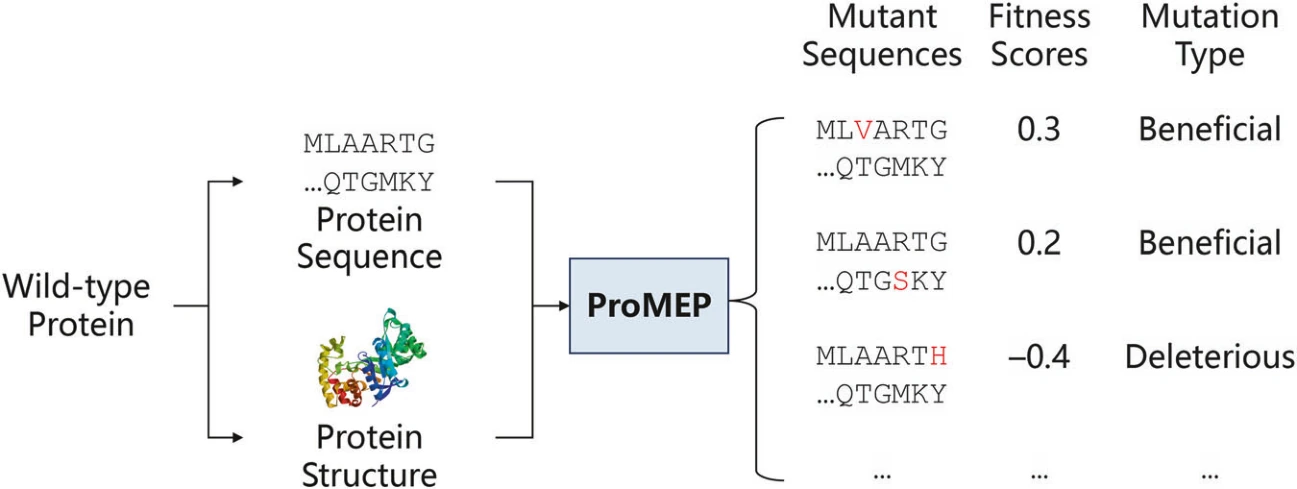 Wild-type
Protein
MLAARTG
...QTGMKY
Protein
Sequence
Protein
Structure
ProMEP
Mutant
Sequences
Fitness
Scores
Mutation
Type
MLVARTG
...QTGMKY
0.3
Beneficial
MLAARTG
...QTGSKY
0.2
Beneficial
MLAARTH
...QTGMKY
–0.4
Deleterious
...
...
...